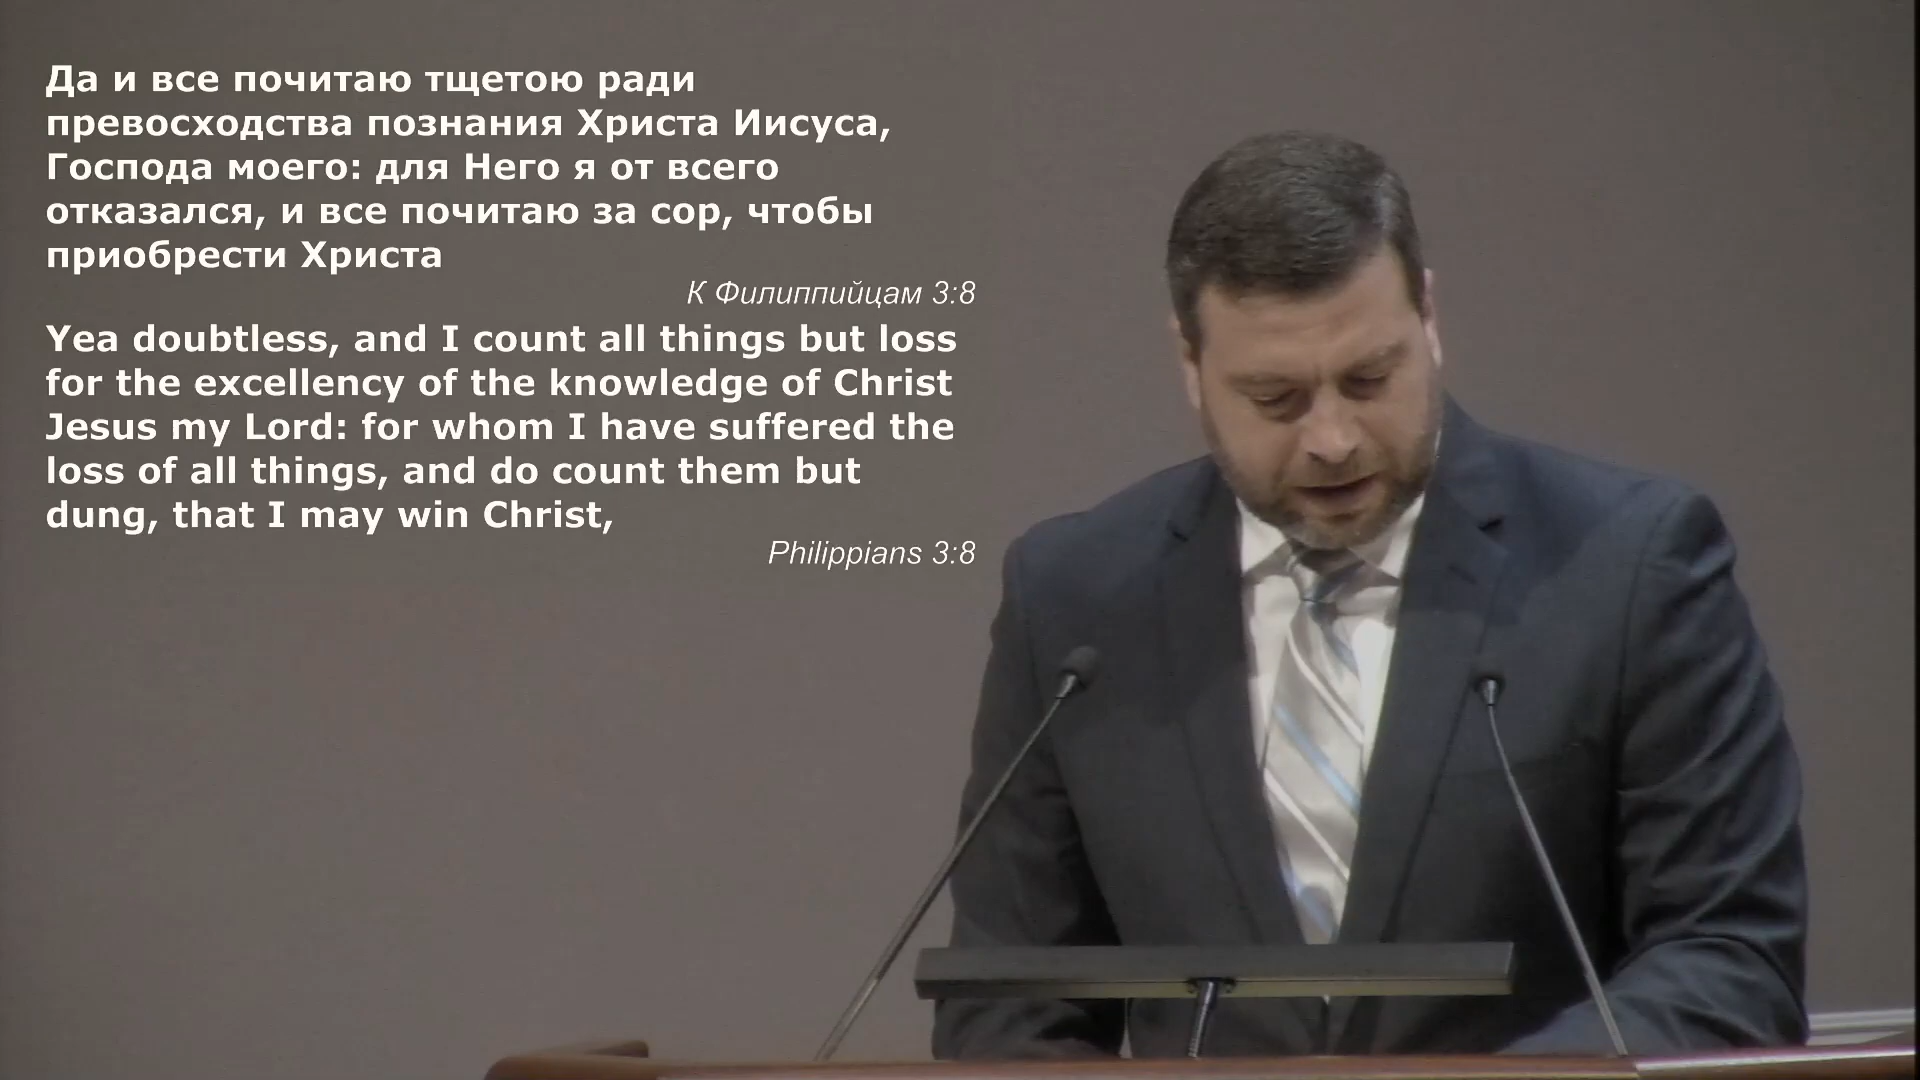 Да и все почитаю тщетою ради
превосходства познания Христа Иисуса,
Господа моего: для Него я от всего
отказался, и все почитаю за сор, чтобы
приобрести Христа
К Филиппийцам 3:8
Yea doubtless, and I count all things but loss
for the excellency of the knowledge of Christ
Jesus my Lord: for whom I have suffered the
loss of all things, and do count them but
dung, that I may win Christ,
Philippians 3:8